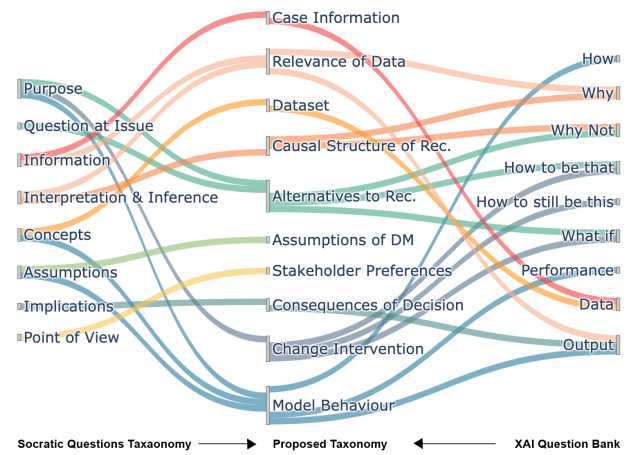 Purpose
Question at Issue
Information
Interpretation & Inference
Concepts
Assumptions
Implications
Point of View
Case Information
Relevance of Data
Dataset
Causal Structure of Rec.
Alternatives to Rec.
Assumptions of DM
Stakeholder Preferences
Consequences of Decision
Change Intervention
Model Behaviour
How
Why
Why Not
How to be that
How to still be this
What if
Performance
Data
Output
Socratic Questions Taxaonomy
Proposed Taxonomy
XAI Question Bank